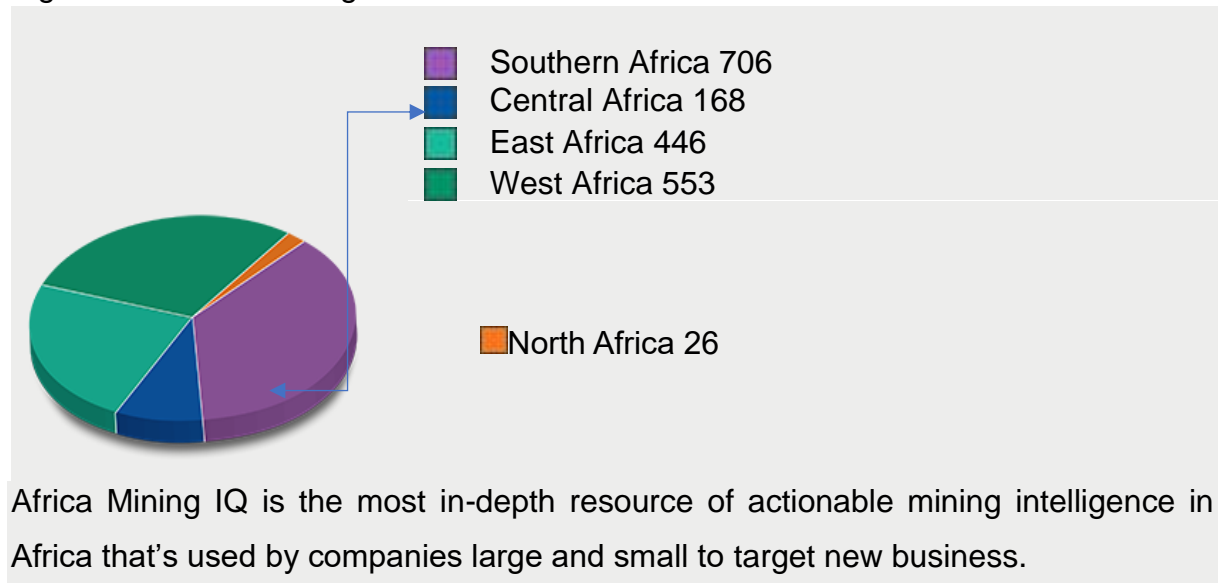 Southern Africa 706
Central Africa 168
East Africa 446
West Africa 553
North Africa 26
Africa Mining IQ is the most in-depth resource of actionable mining intelligence in
Africa that's used by companies large and small to target new business.